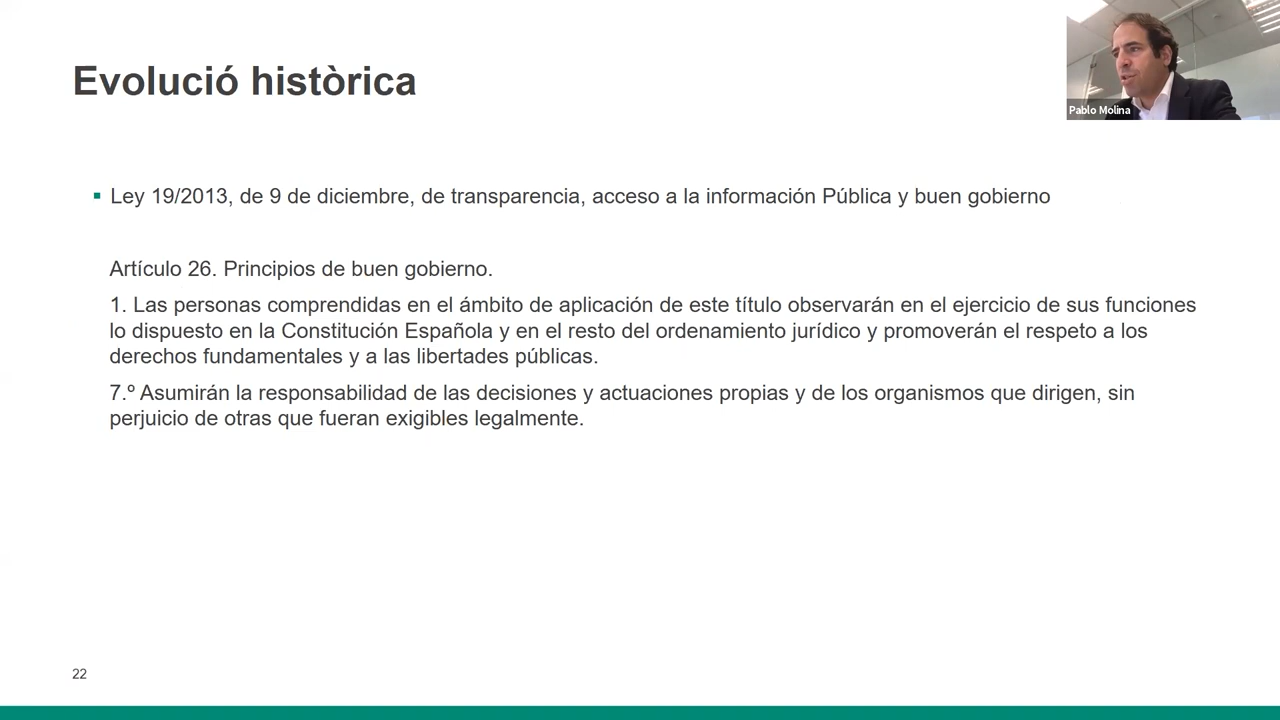 Evolució històrica
Pablo Molina
Ley 19/2013, de 9 de diciembre, de transparencia, acceso a la información Pública y buen gobierno
Artículo 26. Principios de buen gobierno.
1. Las personas comprendidas en el ámbito de aplicación de este título observarán en el ejercicio de sus funciones
lo dispuesto en la Constitución Española y en el resto del ordenamiento jurídico y promoverán el respeto a los
derechos fundamentales y a las libertades públicas.
7.º Asumirán la responsabilidad de las decisiones y actuaciones propias y de los organismos que dirigen, sin
perjuicio de otras que fueran exigibles legalmente.
22